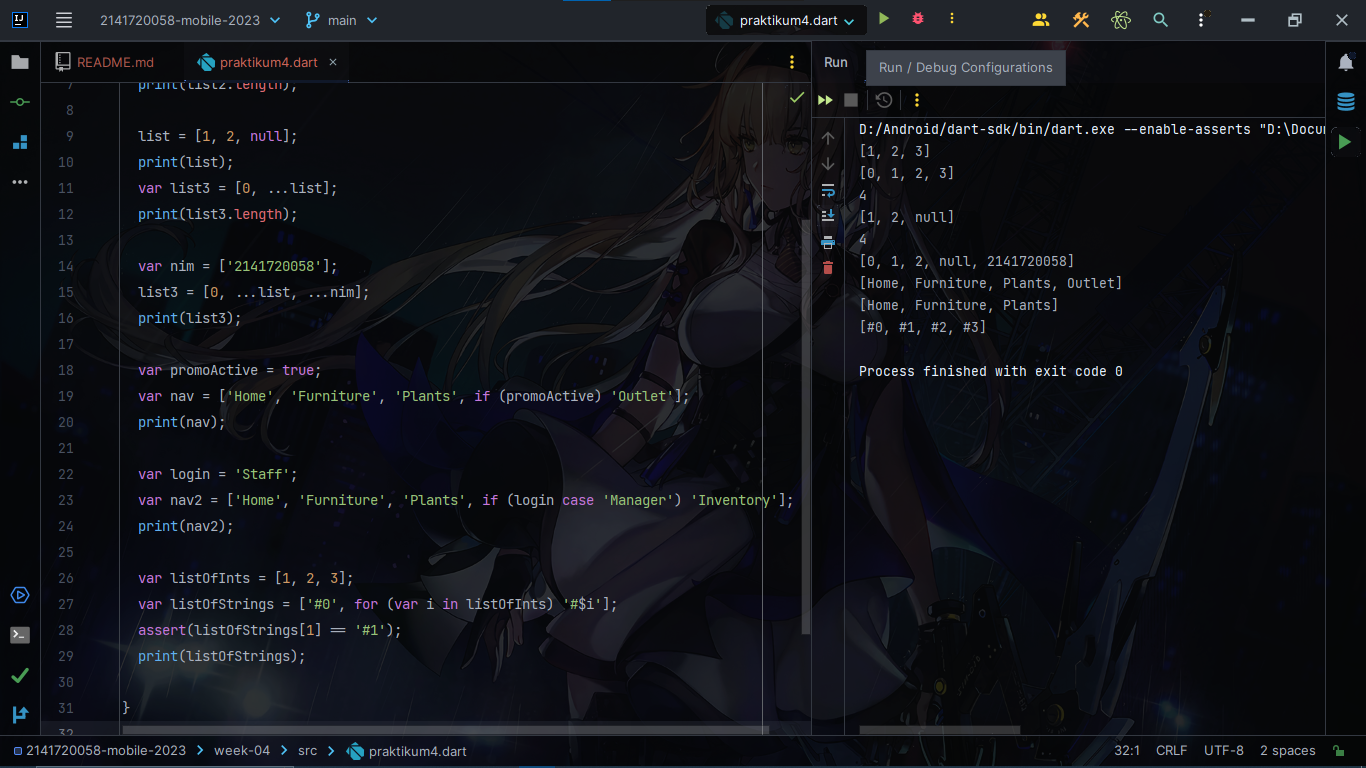 2141720058-mobile-2023 main praktikum4.dart
README.md praktikum4.dart Run
Run / Debug Configurations
7 print(list2.length);
8
9 list = [1, 2, null];
10 print(list);
11 var list3 = [0, ...list];
12 print(list3.length);
13
14 var nim = ['2141720058'];
15 list3 = [0, ...list, ...nim];
16 print(list3);
17
18 var promoActive = true;
19 var nav = ['Home', 'Furniture', 'Plants', if (promoActive) 'Outlet'];
20 print(nav);
21
22 var login = 'Staff';
23 var nav2 = ['Home', 'Furniture', 'Plants', if (login case 'Manager') 'Inventory'];
24 print(nav2);
25
26 var listOfInts = [1, 2, 3];
27 var listOfStrings = ['#0', for (var i in listOfInts) '#$i'];
28 assert(listOfStrings[1] == '#1');
29 print(listOfStrings);
30
31 }
32
D:/Android/dart-sdk/bin/dart.exe --enable-asserts "D:\Docu
[1, 2, 3]
[0, 1, 2, 3]
4
[1, 2, null]
4
[0, 1, 2, null, 2141720058]
[Home, Furniture, Plants, Outlet]
[Home, Furniture, Plants]
[#0, #1, #2, #3]
Process finished with exit code 0
2141720058-mobile-2023 > week-04 > src > praktikum4.dart 32:1 CRLF UTF-8 2 spaces